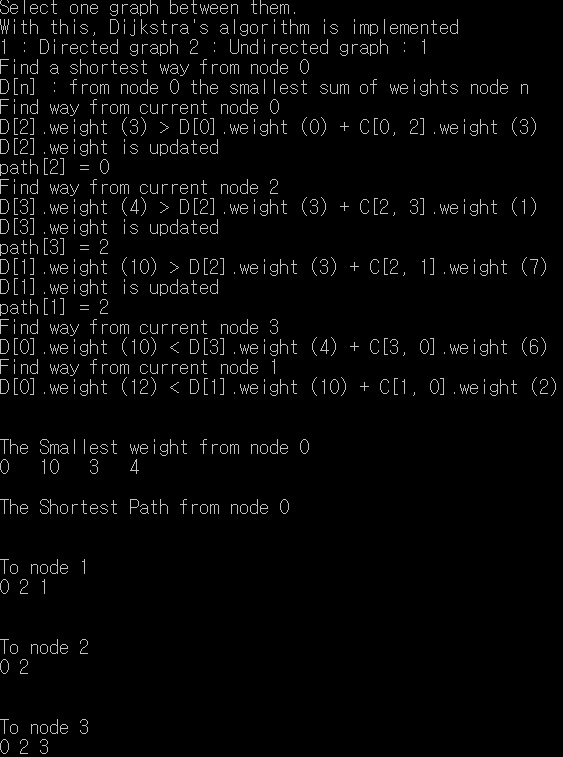 Select one graph between them.
With this, Dijkstra's algorithm is implemented
1 : Directed graph 2 : Undirected graph : 1
Find a shortest way from node 0
D[n] : from node 0 the smallest sum of weights node n
Find way from current node 0
D[2].weight (3) > D[0].weight (0) + C[0, 2].weight (3)
D[2].weight is updated
path[2] = 0
Find way from current node 2
D[3].weight (4) > D[2].weight (3) + C[2, 3].weight (1)
D[3].weight is updated
path[3] = 2
D[1].weight (10) > D[2].weight (3) + C[2, 1].weight (7)
D[1].weight is updated
path[1] = 2
Find way from current node 3
D[0].weight (10) < D[3].weight (4) + C[3, 0].weight (6)
Find way from current node 1
D[0].weight (12) < D[1].weight (10) + C[1, 0].weight (2)
The Smallest weight from node 0
0 10 3 4
The Shortest Path from node 0
To node 1
0 2 1
To node 2
0 2
To node 3
0 2 3